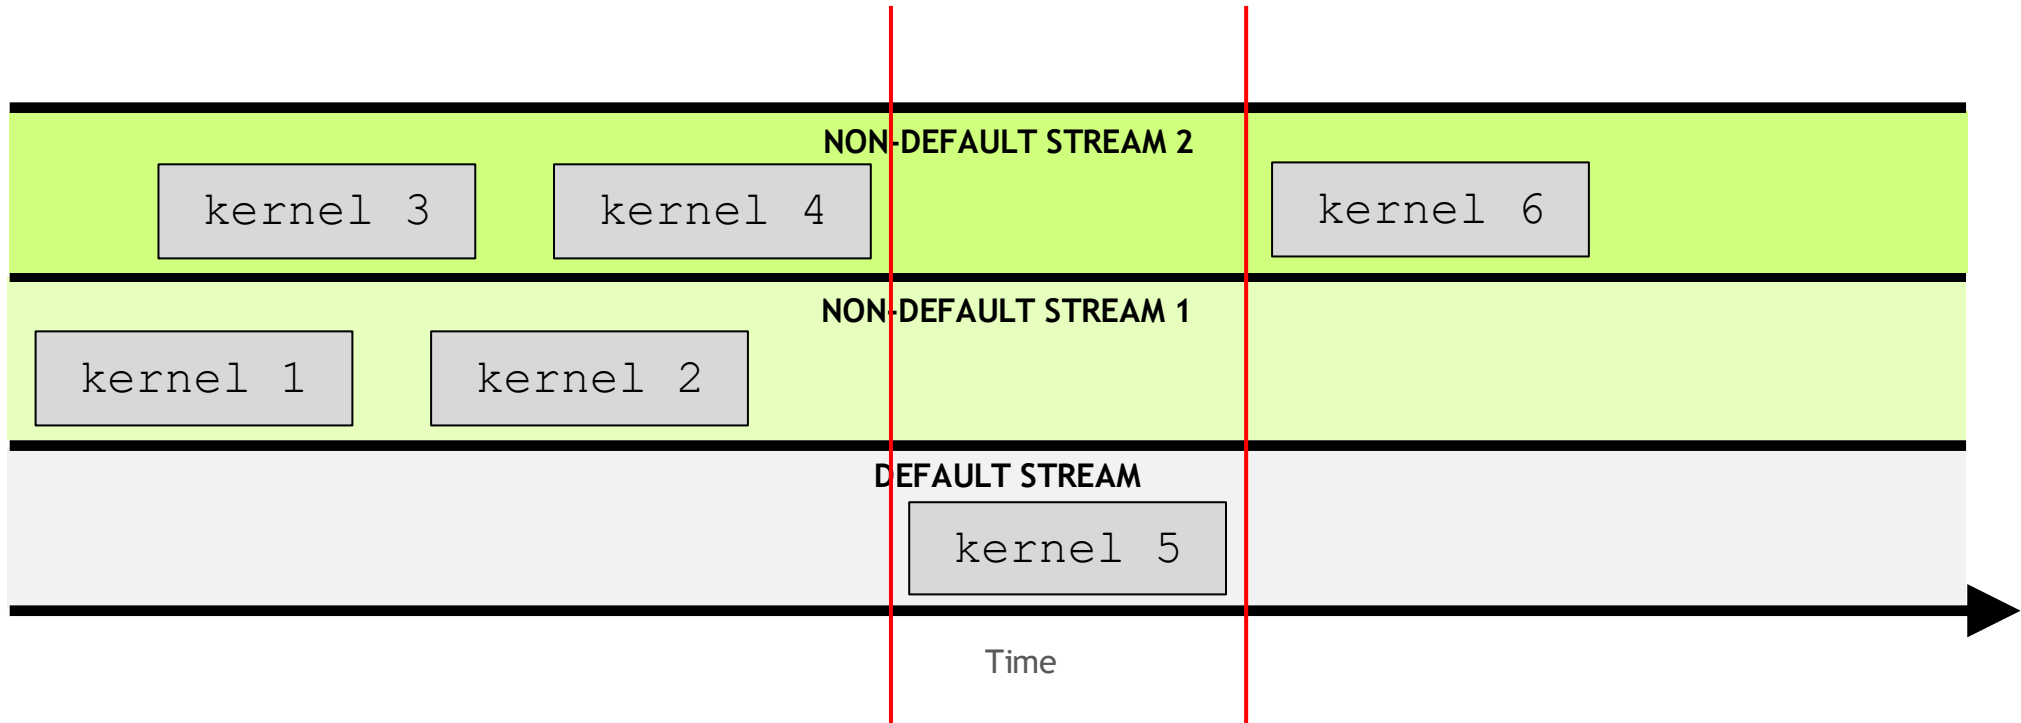 NON-DEFAULT STREAM 2
kernel 3
kernel 4
kernel 6
NON-DEFAULT STREAM 1
kernel 1
kernel 2
DEFAULT STREAM
kernel 5
Time